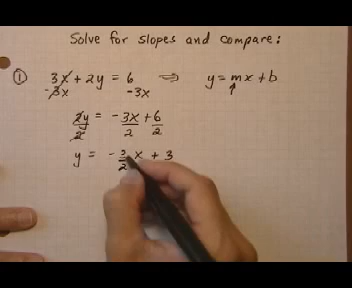 Solve for slopes and compare:
① 3x + 2y = 6 ⟹ y = mx + b
-3x -3x
2y/2 = -3x/2 + 6/2
y = -3/2 x + 3